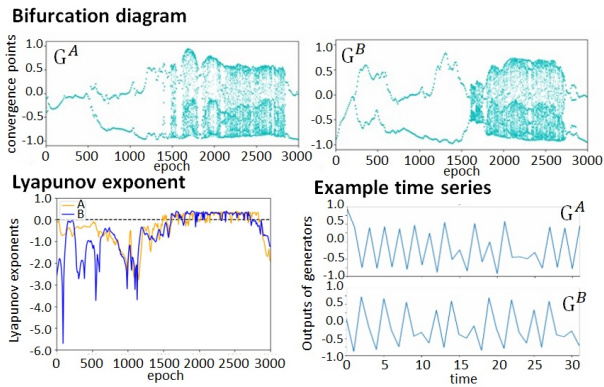 Bifurcation diagram
convergence points
1.0
0.5
0.0
-0.5
-1.0
G^A
0 500 1000 1500 2000 2500 3000
epoch
1.0
0.5
0.0
-0.5
-1.0
G^B
0 500 1000 1500 2000 2500 3000
epoch
Lyapunov exponent
Lyapunov exponents
1.0
0.0
-1.0
-2.0
-3.0
-4.0
-5.0
-6.0
A
B
0 500 1000 1500 2000 2500 3000
epoch
Example time series
Outputs of generators
1.0
0.5
0.0
-0.5
-1.0
G^A
1.0
0.5
0.0
-0.5
-1.0
G^B
0 5 10 15 20 25 30
time